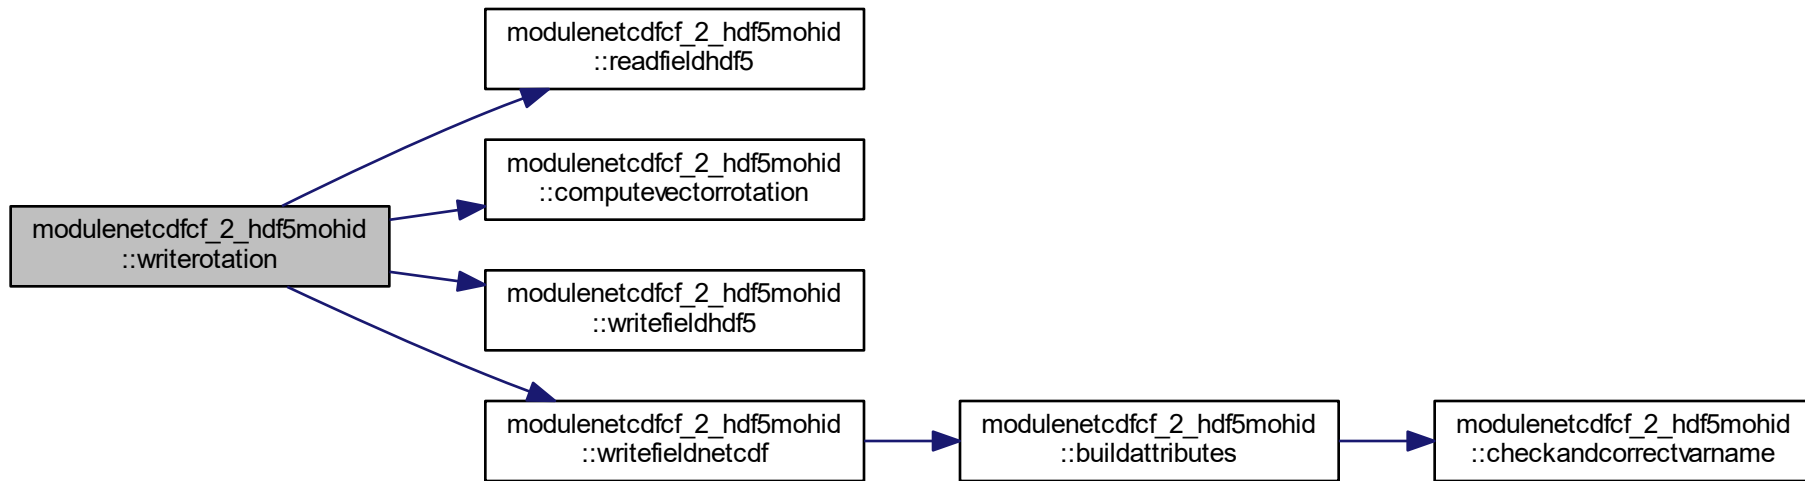 modulenetcdfcf_2_hdf5mohid
::readfieldhdf5
modulenetcdfcf_2_hdf5mohid
::computevectorrotation
modulenetcdfcf_2_hdf5mohid
::writerotation
modulenetcdfcf_2_hdf5mohid
::writefieldhdf5
modulenetcdfcf_2_hdf5mohid
::writefieldnetcdf
modulenetcdfcf_2_hdf5mohid
::buildattributes
modulenetcdfcf_2_hdf5mohid
::checkandcorrectvarname